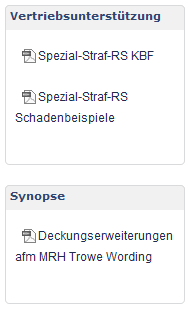 Vertriebsunterstützung
Spezial-Straf-RS KBF
Spezial-Straf-RS
Schadenbeispiele
Synopse
Deckungserweiterungen
afm MRH Trowe Wording